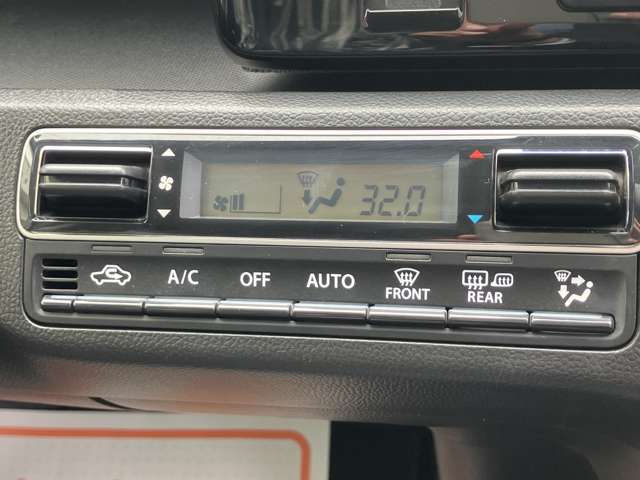 32.0
A/C OFF AUTO FRONT REAR